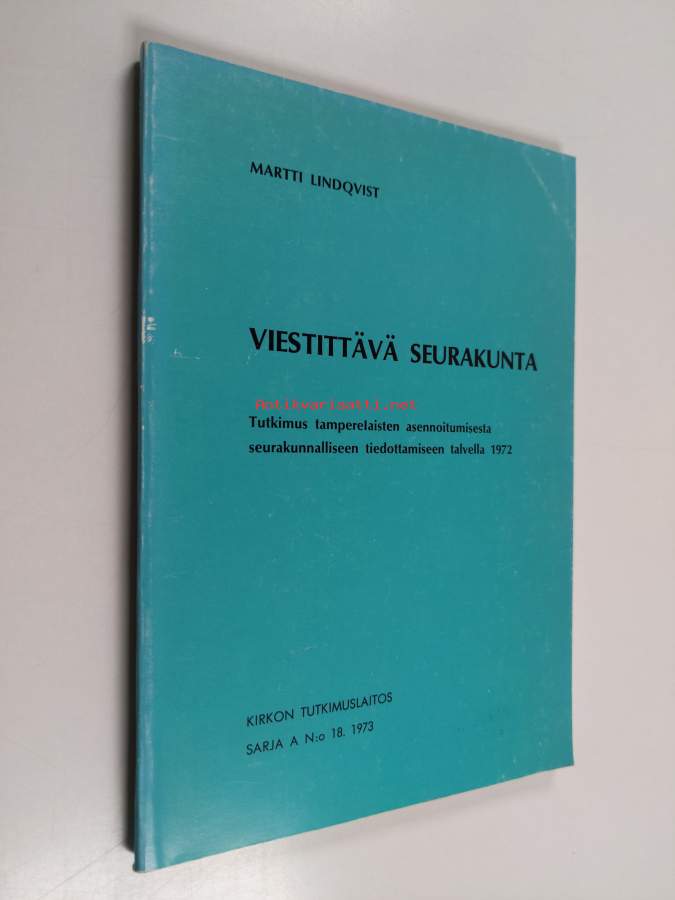 MARTTI LINDQVIST
VIESTITTÄVÄ SEURAKUNTA
Antikvariaatti.net
Tutkimus tamperelaisten asennoitumisesta
seurakunnalliseen tiedottamiseen talvella 1972
KIRKON TUTKIMUSLAITOS
SARJA A N:o 18. 1973